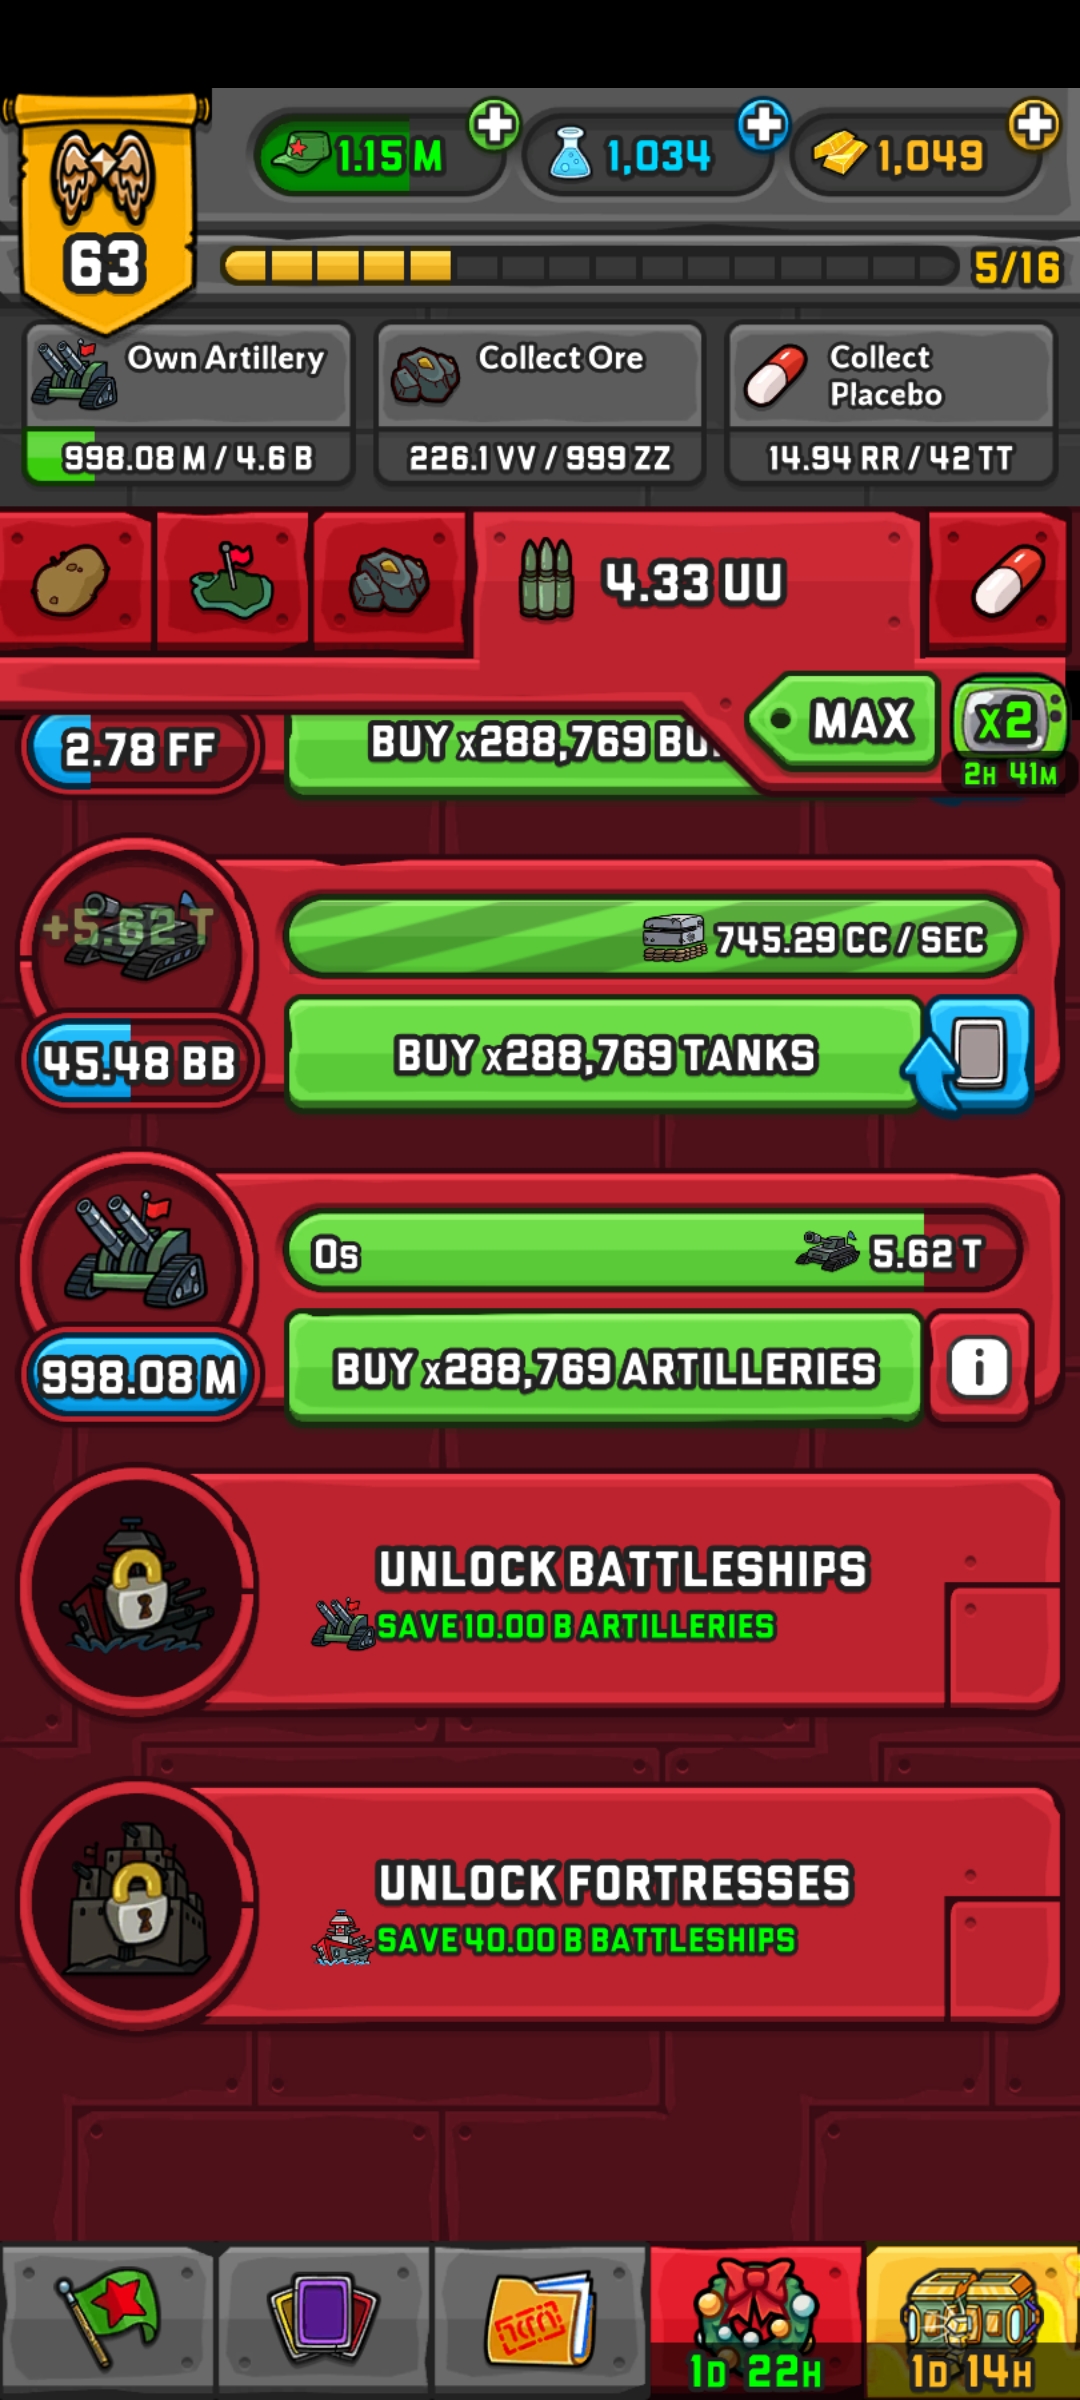 1.15 M
1,034
1,049
63
5/16
Own Artillery
998.08 M / 4.6 B
Collect Ore
226.1 VV / 999 ZZ
Collect
Placebo
14.94 RR / 42 TT
4.33 UU
MAX
x2
2H 41M
2.78 FF
BUY x288,769
+5.62 T
745.29 CC / SEC
45.48 BB
BUY x288,769 TANKS
0s
5.62 T
998.08 M
BUY x288,769 ARTILLERIES
i
UNLOCK BATTLESHIPS
SAVE 10.00 B ARTILLERIES
UNLOCK FORTRESSES
SAVE 40.00 B BATTLESHIPS
1D 22H
1D 14H